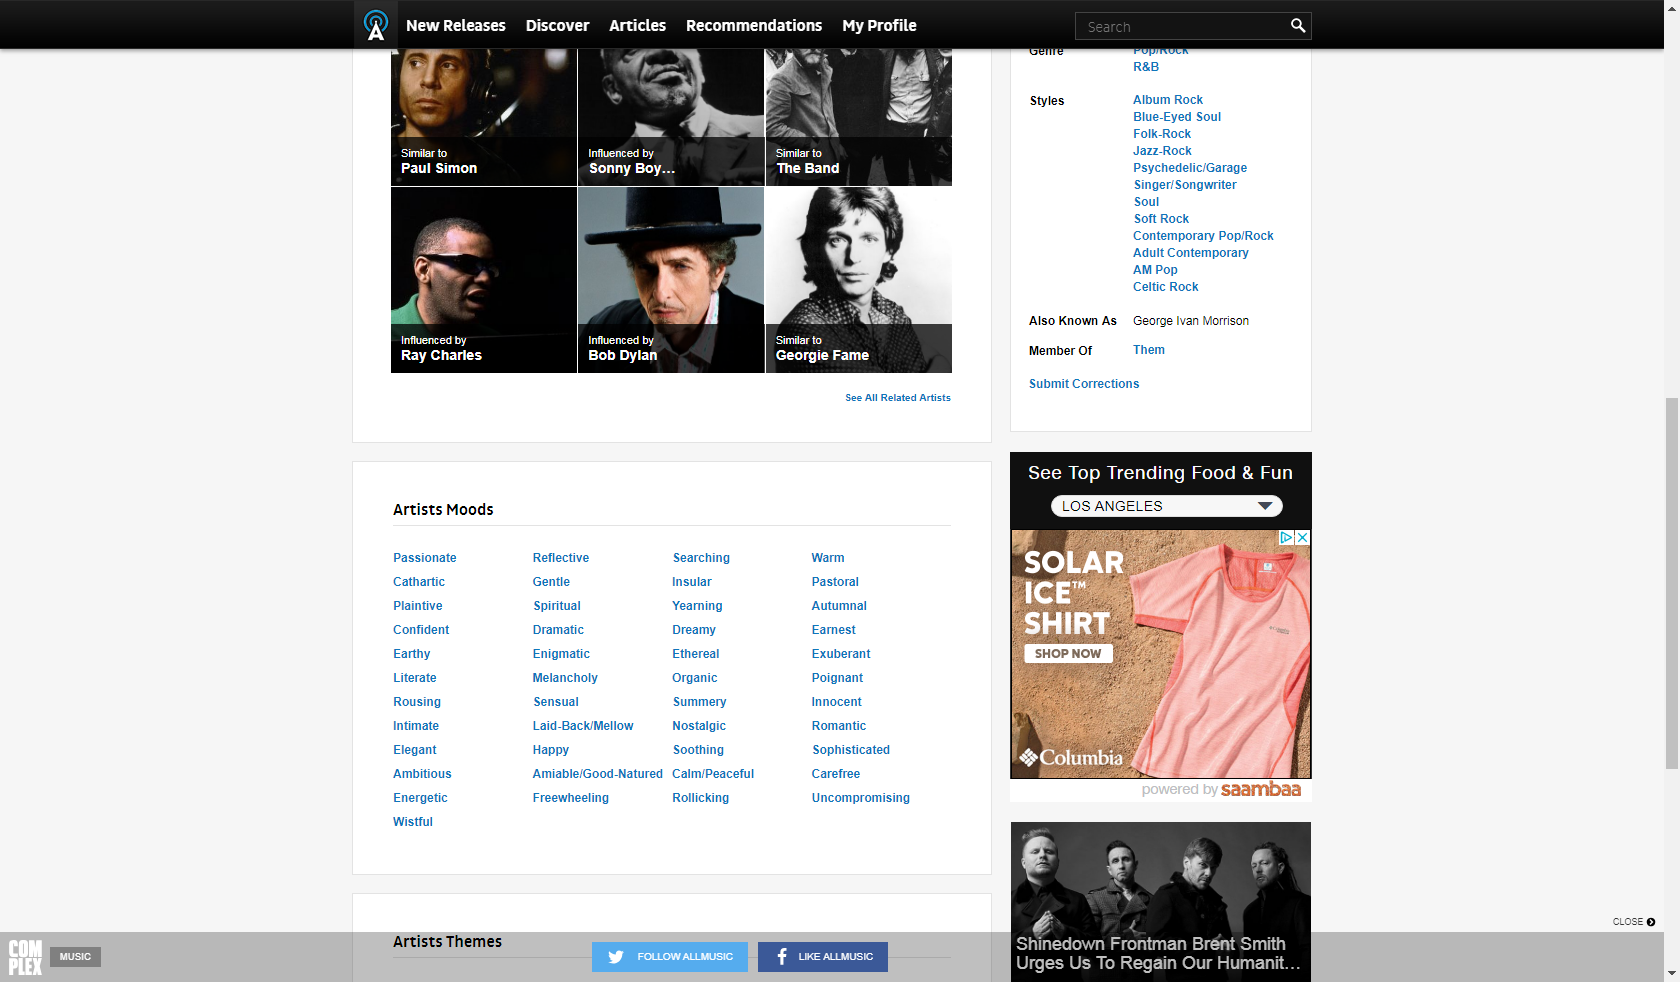 New Releases Discover Articles Recommendations My Profile Search
Similar to
Paul Simon
Influenced by
Sonny Boy...
Similar to
The Band
Influenced by
Ray Charles
Influenced by
Bob Dylan
Similar to
Georgie Fame
See All Related Artists
Genre Pop/Rock
R&B
Styles Album Rock
Blue-Eyed Soul
Folk-Rock
Jazz-Rock
Psychedelic/Garage
Singer/Songwriter
Soul
Soft Rock
Contemporary Pop/Rock
Adult Contemporary
AM Pop
Celtic Rock
Also Known As George Ivan Morrison
Member Of Them
Submit Corrections
Artists Moods
Passionate Reflective Searching Warm
Cathartic Gentle Insular Pastoral
Plaintive Spiritual Yearning Autumnal
Confident Dramatic Dreamy Earnest
Earthy Enigmatic Ethereal Exuberant
Literate Melancholy Organic Poignant
Rousing Sensual Summery Innocent
Intimate Laid-Back/Mellow Nostalgic Romantic
Elegant Happy Soothing Sophisticated
Ambitious Amiable/Good-Natured Calm/Peaceful Carefree
Energetic Freewheeling Rollicking Uncompromising
Wistful
See Top Trending Food & Fun
LOS ANGELES
SOLAR
ICE™
SHIRT
SHOP NOW
Columbia
powered by saambaa
Shinedown Frontman Brent Smith
Urges Us To Regain Our Humanit...
CLOSE
Artists Themes
COM
PLEX
MUSIC
FOLLOW ALLMUSIC
LIKE ALLMUSIC